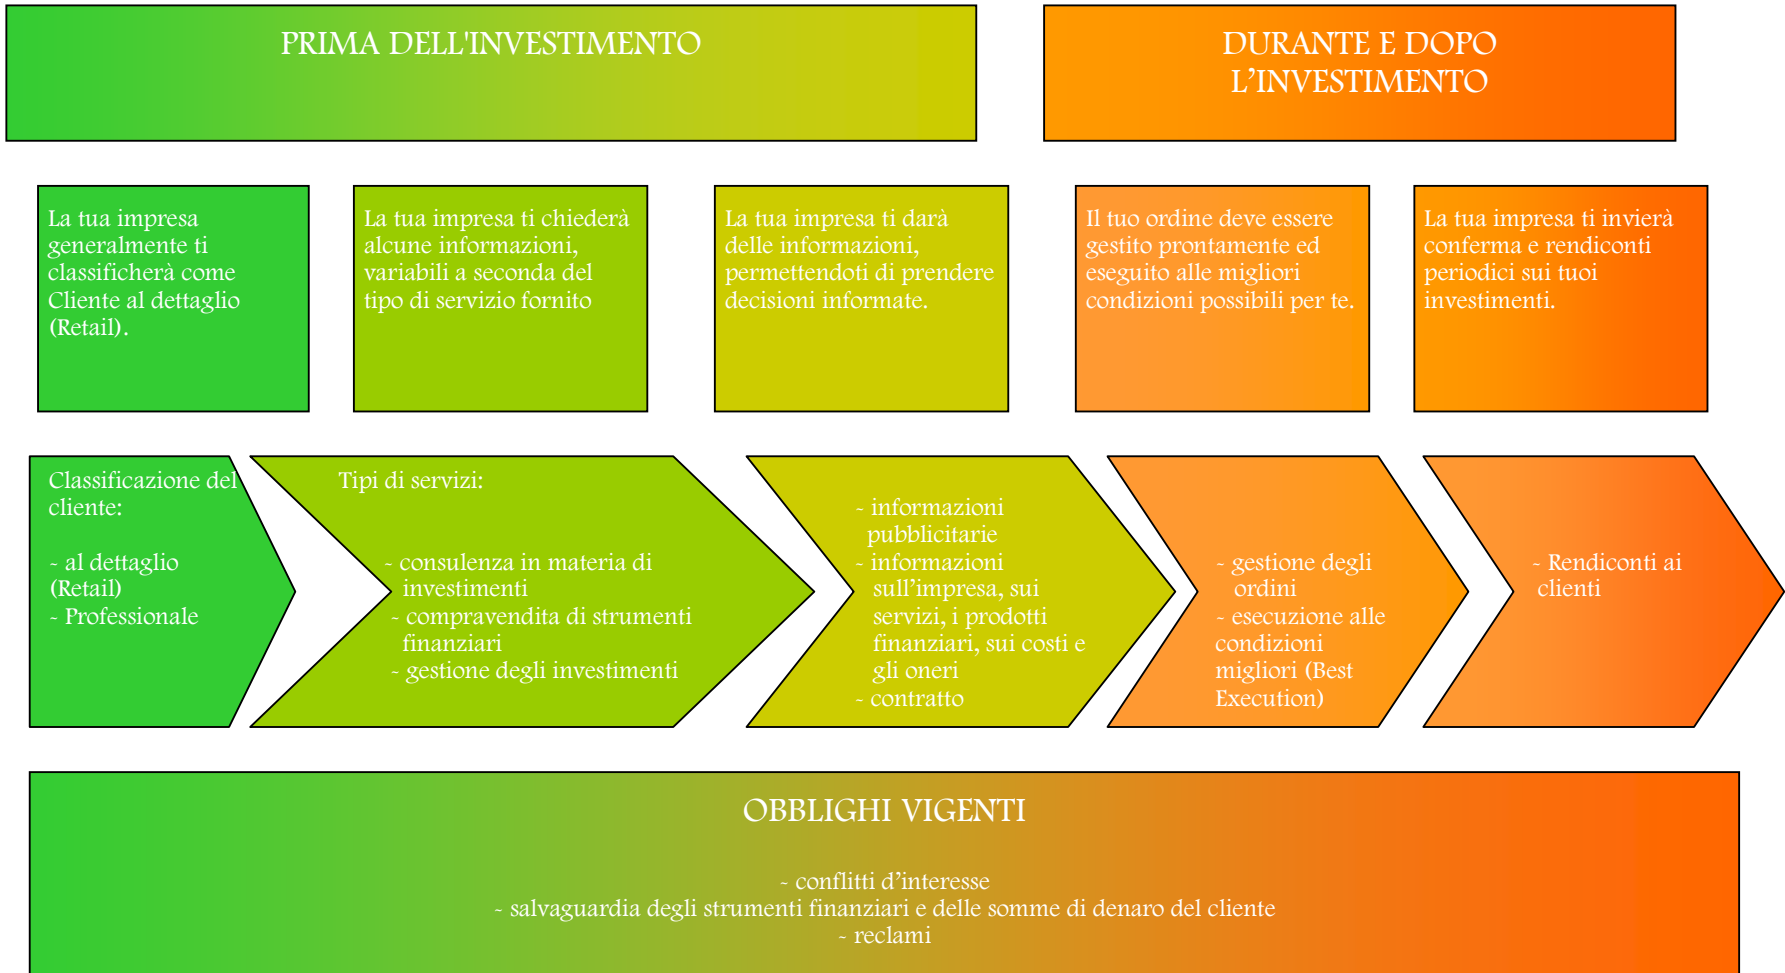 PRIMA DELL'INVESTIMENTO
DURANTE E DOPO
L’INVESTIMENTO
La tua impresa
generalmente ti
classificherà come
Cliente al dettaglio
(Retail).
La tua impresa ti chiederà
alcune informazioni,
variabili a seconda del
tipo di servizio fornito
La tua impresa ti darà
delle informazioni,
permettendoti di prendere
decisioni informate.
Il tuo ordine deve essere
gestito prontamente ed
eseguito alle migliori
condizioni possibili per te.
La tua impresa ti invierà
conferma e rendiconti
periodici sui tuoi
investimenti.
Classificazione del
cliente:
- al dettaglio
(Retail)
- Professionale
Tipi di servizi:
- consulenza in materia di
investimenti
- compravendita di strumenti
finanziari
- gestione degli investimenti
- informazioni
pubblicitarie
- informazioni
sull’impresa, sui
servizi, i prodotti
finanziari, sui costi e
gli oneri
- contratto
- gestione degli
ordini
- esecuzione alle
condizioni
migliori (Best
Execution)
- Rendiconti ai
clienti
OBBLIGHI VIGENTI
- conflitti d’interesse
- salvaguardia degli strumenti finanziari e delle somme di denaro del cliente
- reclami